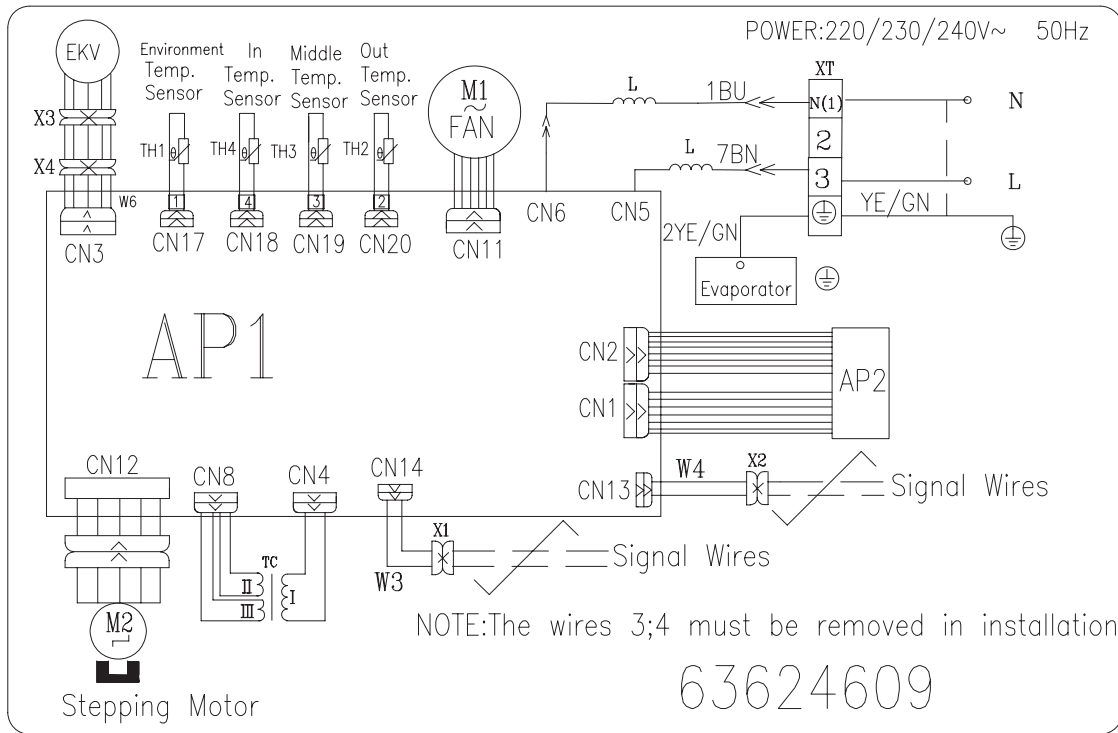 POWER:220/230/240V~ 50Hz
EKV
Environment
Temp.
Sensor
In
Temp.
Sensor
Middle
Temp.
Sensor
Out
Temp.
Sensor
M1
~
FAN
XT
L
1BU
N(1)
N
X3
2
TH1
θ
TH4
θ
TH3
θ
TH2
θ
L
7BN
X4
3
L
W6
1
4
3
2
CN6
CN5
YE/GN
CN3
CN17
CN18
CN19
CN20
CN11
2YE/GN
Evaporator
AP1
CN2
AP2
CN1
CN12
CN8
CN4
CN14
CN13
W4
X2
Signal Wires
X1
Signal Wires
TC
II
I
III
W3
M2
NOTE:The wires 3;4 must be removed in installation
Stepping Motor
63624609